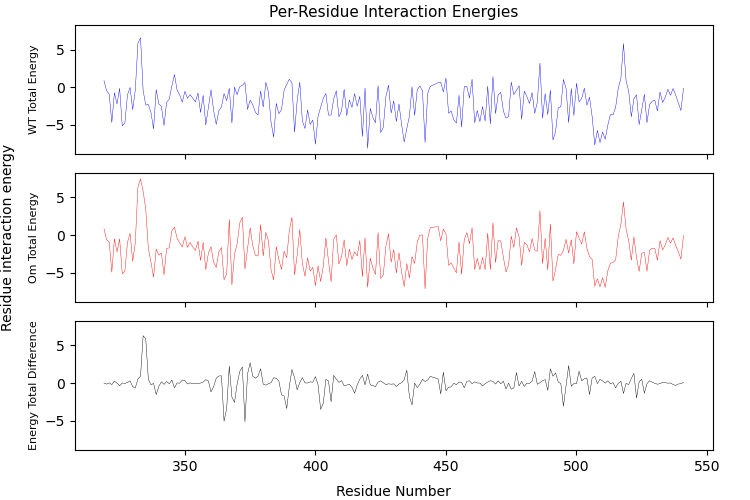 Per-Residue Interaction Energies
Residue interaction energy
WT Total Energy
5
0
−5
Om Total Energy
5
0
−5
Energy Total Difference
5
0
−5
350 400 450 500 550
Residue Number